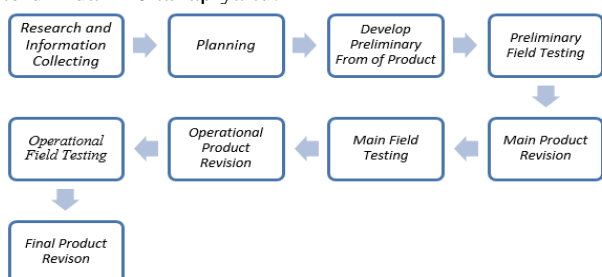 Research and
Information
Collecting
Planning
Develop
Preliminary
From of Product
Preliminary
Field Testing
Main Product
Revision
Main Field
Testing
Operational
Product
Revision
Operational
Field Testing
Final Product
Revison